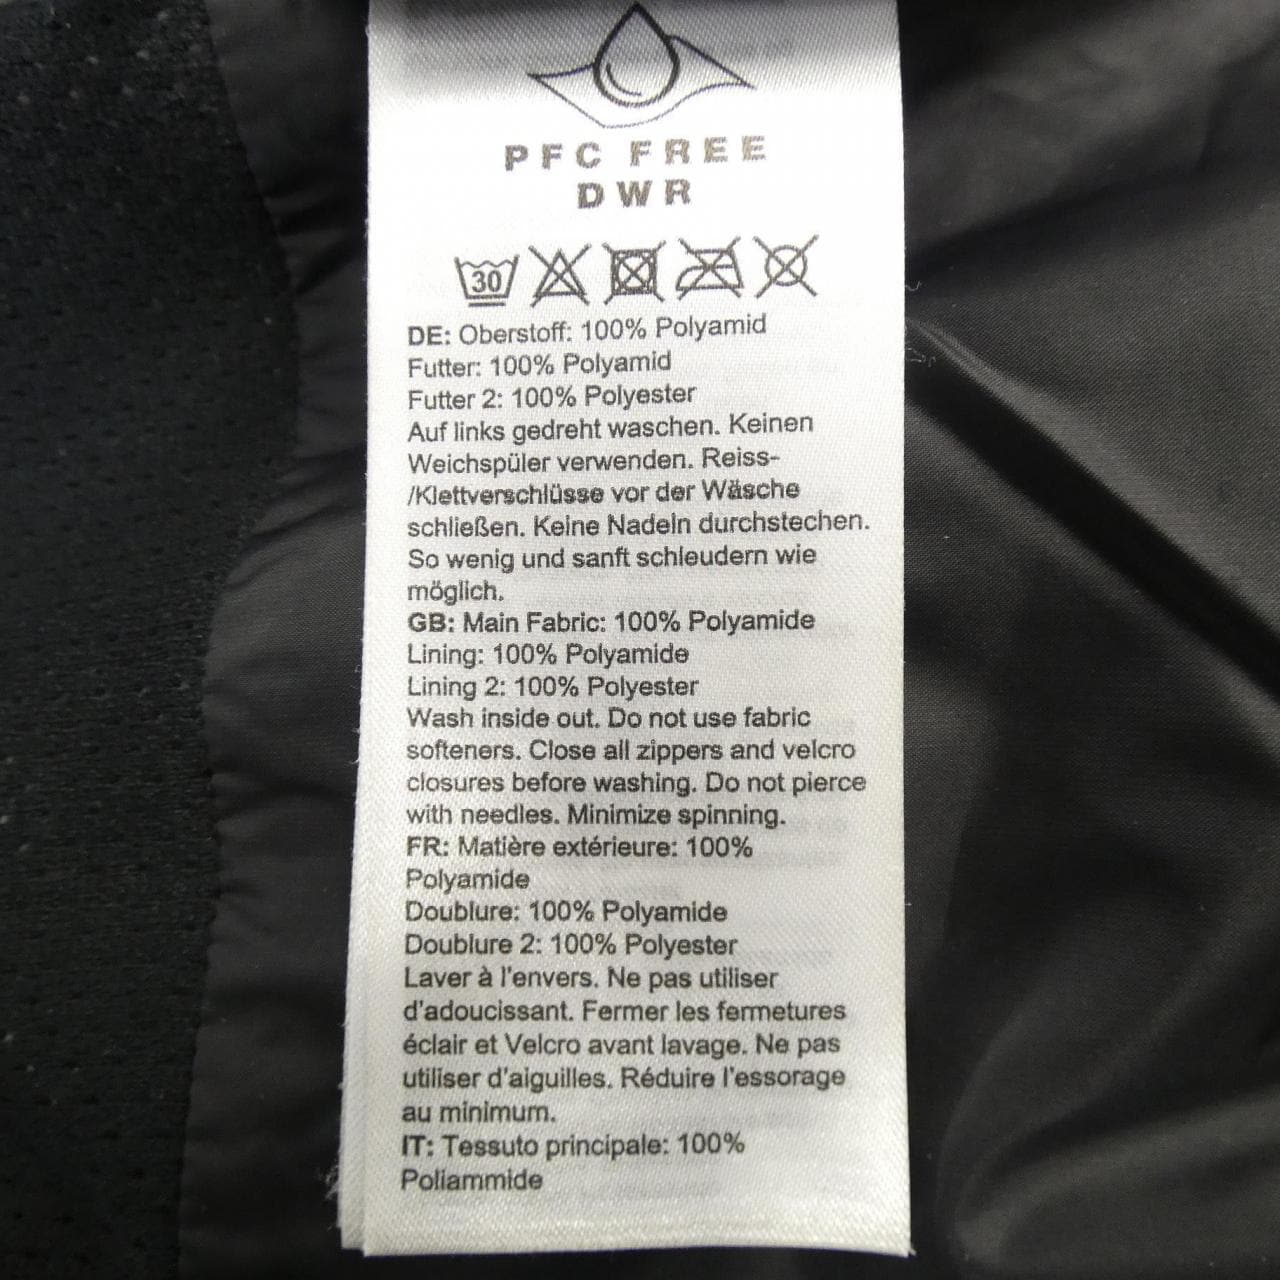 PFC FREE
DWR
30
DE: Oberstoff: 100% Polyamid
Futter: 100% Polyamid
Futter 2: 100% Polyester
Auf links gedreht waschen. Keinen
Weichspüler verwenden. Reiss-
/Klettverschlüsse vor der Wäsche
schließen. Keine Nadeln durchstechen.
So wenig und sanft schleudern wie
möglich.
GB: Main Fabric: 100% Polyamide
Lining: 100% Polyamide
Lining 2: 100% Polyester
Wash inside out. Do not use fabric
softeners. Close all zippers and velcro
closures before washing. Do not pierce
with needles. Minimize spinning.
FR: Matière extérieure: 100%
Polyamide
Doublure: 100% Polyamide
Doublure 2: 100% Polyester
Laver à l'envers. Ne pas utiliser
d'adoucissant. Fermer les fermetures
éclair et Velcro avant lavage. Ne pas
utiliser d'aiguilles. Réduire l'essorage
au minimum.
IT: Tessuto principale: 100%
Poliammide